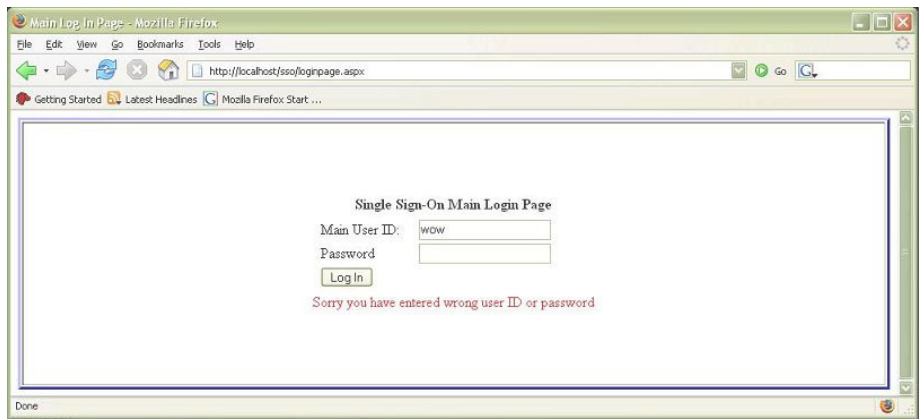 Main Log In Page - Mozilla Firefox
File Edit View Go Bookmarks Tools Help
http://localhost/sso/loginpage.aspx Go G
Getting Started Latest Headlines G Mozilla Firefox Start ...
Single Sign-On Main Login Page
Main User ID: wow
Password
Log In
Sorry you have entered wrong user ID or password
Done